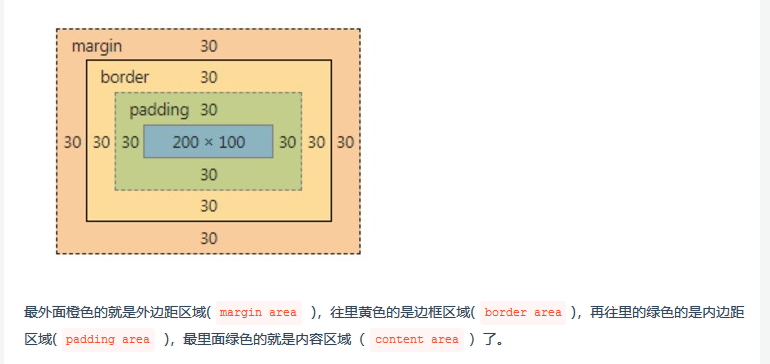 margin 30
border 30
padding 30
30 30 30 200 × 100 30 30 30
30
30
30
最外面橙色的就是外边距区域( margin area )，往里黄色的是边框区域( border area )，再往里的绿色的是内边距
区域( padding area )，最里面绿色的就是内容区域（ content area ）了。